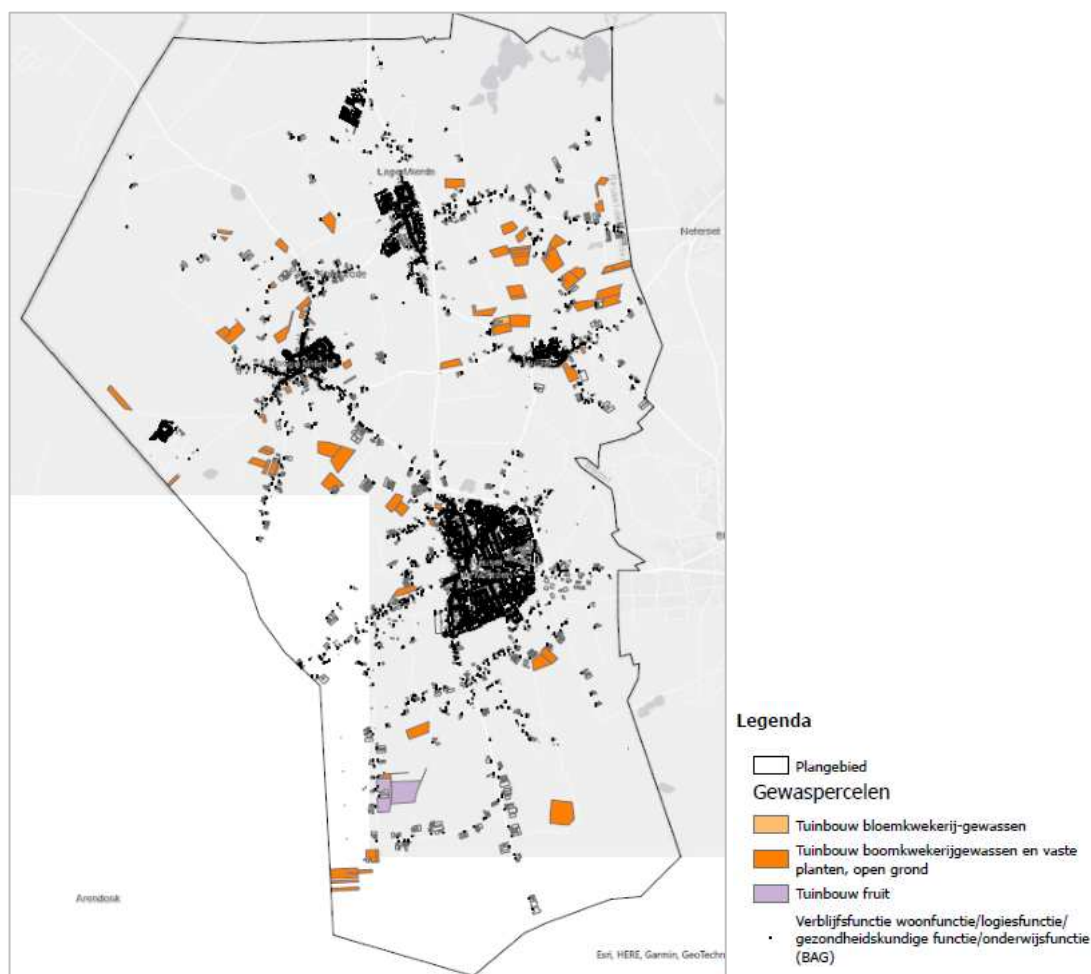 Netersel
Arendonk
Esri, HERE, Garmin, GeoTechn
Legenda
Plangebied
Gewaspercelen
Tuinbouw bloemkwekerij-gewassen
Tuinbouw boomkwekerijgewassen en vaste
planten, open grond
Tuinbouw fruit
Verblijfsfunctie woonfunctie/logiesfunctie/
gezondheidskundige functie/onderwijsfunctie
(BAG)